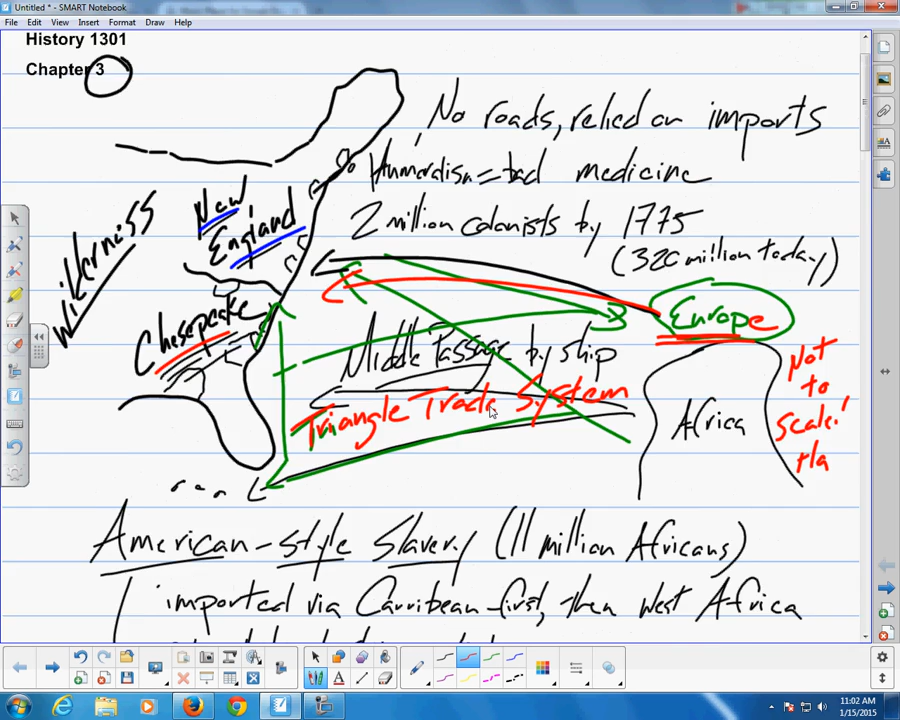 Untitled * - SMART Notebook
File Edit View Insert Format Draw Help
History 1301
Chapter 3
No roads, relied on imports
Humoralism = bad medicine
2 million colonists by 1775
(320 million today)
New
England
Wilderness
Chesepeake
Europe
Middle Passage by ship
Triangle Trade System
Africa
Not
to
scale!
American-style Slavery (11 million Africans)
imported via Carribean first, then West Africa
11:02 AM
1/15/2015